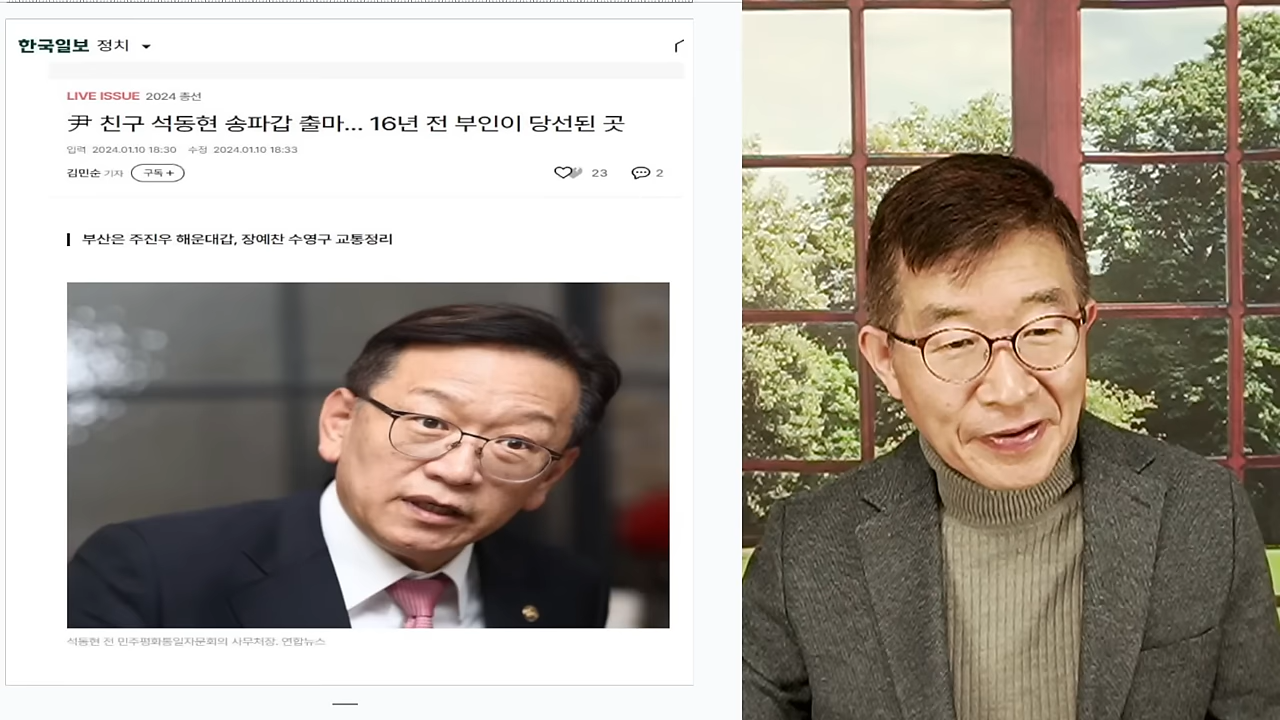 한국일보 정치
LIVE ISSUE 2024 총선
尹 친구 석동현 송파갑 출마... 16년 전 부인이 당선된 곳
입력 2024.01.10 18:30 수정 2024.01.10 18:33
김민순 기자 구독 + 23 2
부산은 주진우 해운대갑, 장예찬 수영구 교통정리
석동현 전 민주평화통일자문회의 사무처장. 연합뉴스